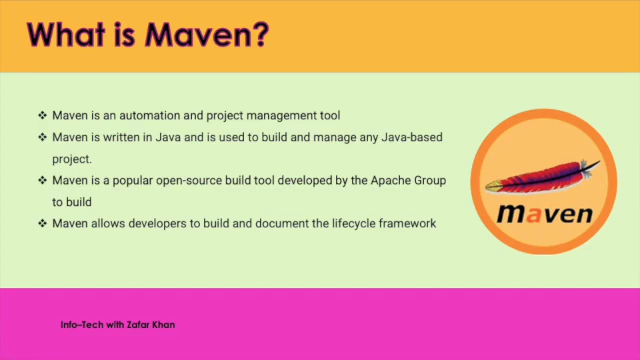 What is Maven?
❖ Maven is an automation and project management tool
❖ Maven is written in Java and is used to build and manage any Java-based
project.
❖ Maven is a popular open-source build tool developed by the Apache Group
to build
❖ Maven allows developers to build and document the lifecycle framework
maven
Info–Tech with Zafar Khan